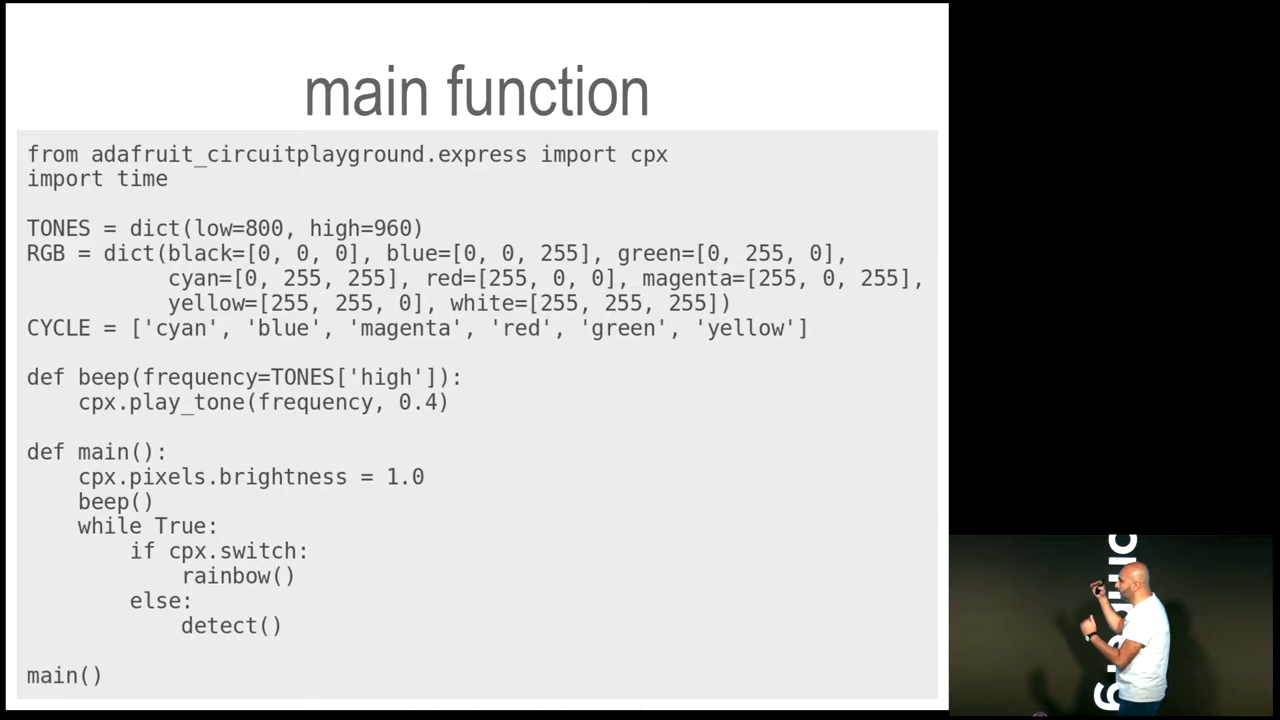 main function
from adafruit_circuitplayground.express import cpx
import time
TONES = dict(low=800, high=960)
RGB = dict(black=[0, 0, 0], blue=[0, 0, 255], green=[0, 255, 0],
cyan=[0, 255, 255], red=[255, 0, 0], magenta=[255, 0, 255],
yellow=[255, 255, 0], white=[255, 255, 255])
CYCLE = ['cyan', 'blue', 'magenta', 'red', 'green', 'yellow']
def beep(frequency=TONES['high']):
    cpx.play_tone(frequency, 0.4)
def main():
    cpx.pixels.brightness = 1.0
    beep()
    while True:
        if cpx.switch:
            rainbow()
        else:
            detect()
main()